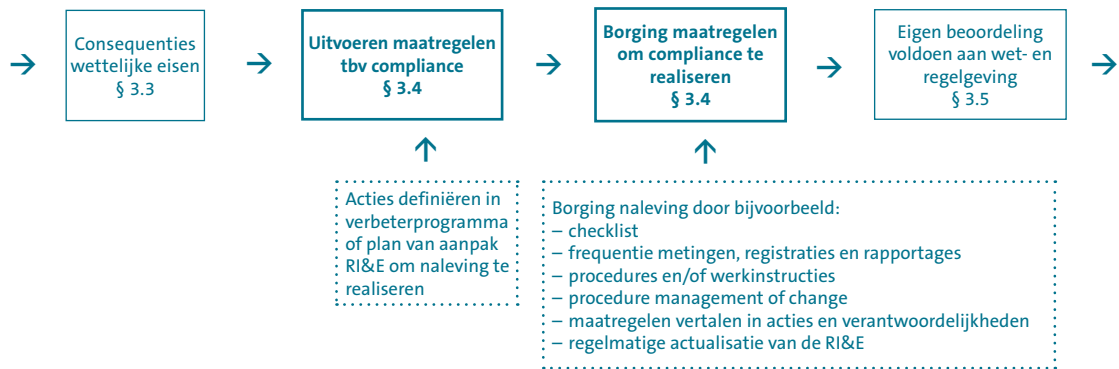 Consequenties
wettelijke eisen
§ 3.3
Uitvoeren maatregelen
tbv compliance
§ 3.4
Borging maatregelen
om compliance te
realiseren
§ 3.4
Eigen beoordeling
voldoen aan wet- en
regelgeving
§ 3.5
Acties definiëren in
verbeterprogramma
of plan van aanpak
RI&E om naleving te
realiseren
Borging naleving door bijvoorbeeld:
– checklist
– frequentie metingen, registraties en rapportages
– procedures en/of werkinstructies
– procedure management of change
– maatregelen vertalen in acties en verantwoordelijkheden
– regelmatige actualisatie van de RI&E